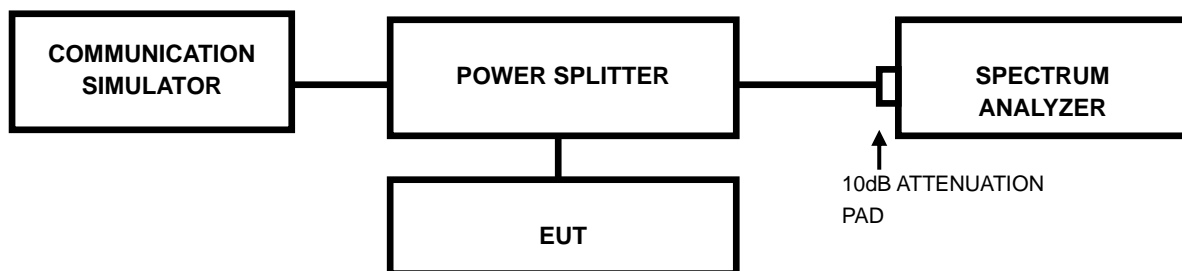 COMMUNICATION
SIMULATOR
POWER SPLITTER
SPECTRUM
ANALYZER
10dB ATTENUATION
PAD
EUT